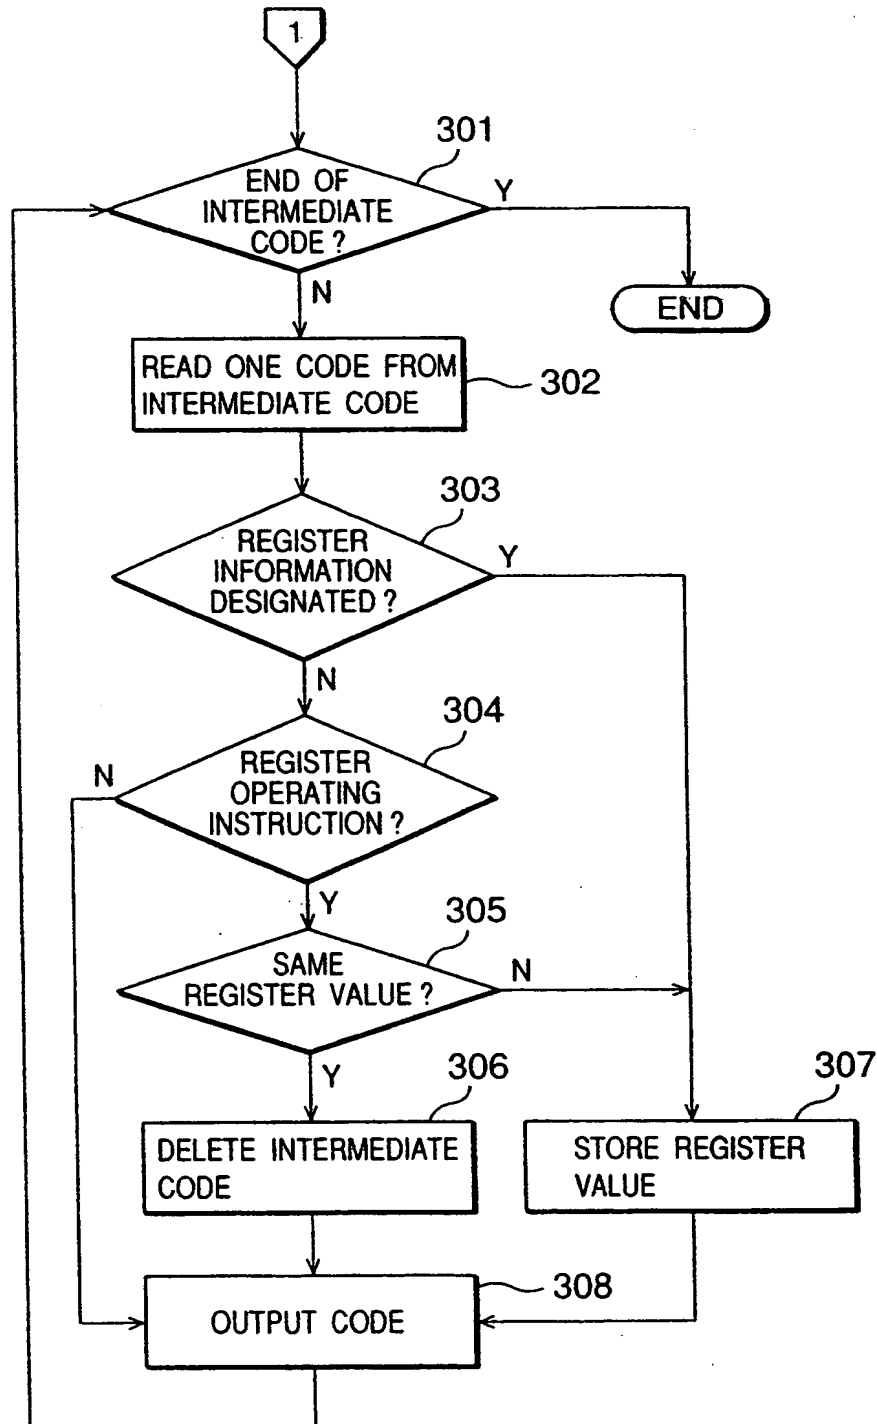 1
301
END OF
INTERMEDIATE
CODE ?
Y
N
END
READ ONE CODE FROM
INTERMEDIATE CODE
302
303
REGISTER
INFORMATION
DESIGNATED ?
Y
N
304
REGISTER
OPERATING
INSTRUCTION ?
N
Y
305
SAME
REGISTER VALUE ?
N
Y
306
DELETE INTERMEDIATE
CODE
307
STORE REGISTER
VALUE
308
OUTPUT CODE